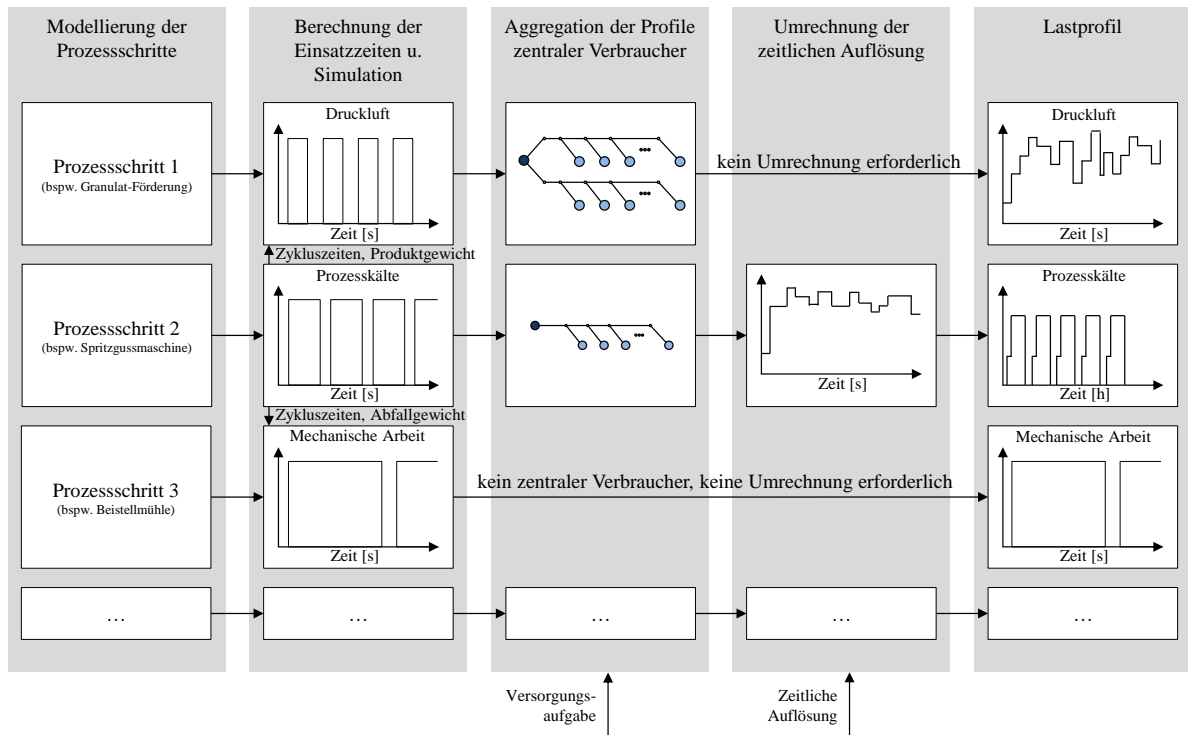 Modellierung der
Prozessschritte
Berechnung der
Einsatzzeiten u.
Simulation
Aggregation der Profile
zentraler Verbraucher
Umrechnung der
zeitlichen Auflösung
Lastprofil
Prozessschritt 1
(bspw. Granulat-Förderung)
Druckluft
Zeit [s]
kein Umrechnung erforderlich
Druckluft
Zeit [s]
Zykluszeiten, Produktgewicht
Prozessschritt 2
(bspw. Spritzgussmaschine)
Prozesskälte
Zeit [s]
Zeit [s]
Prozesskälte
Zeit [h]
Zykluszeiten, Abfallgewicht
Prozessschritt 3
(bspw. Beistellmühle)
Mechanische Arbeit
Zeit [s]
kein zentraler Verbraucher, keine Umrechnung erforderlich
Mechanische Arbeit
Zeit [s]
…
…
…
…
…
Versorgungs-
aufgabe
Zeitliche
Auflösung